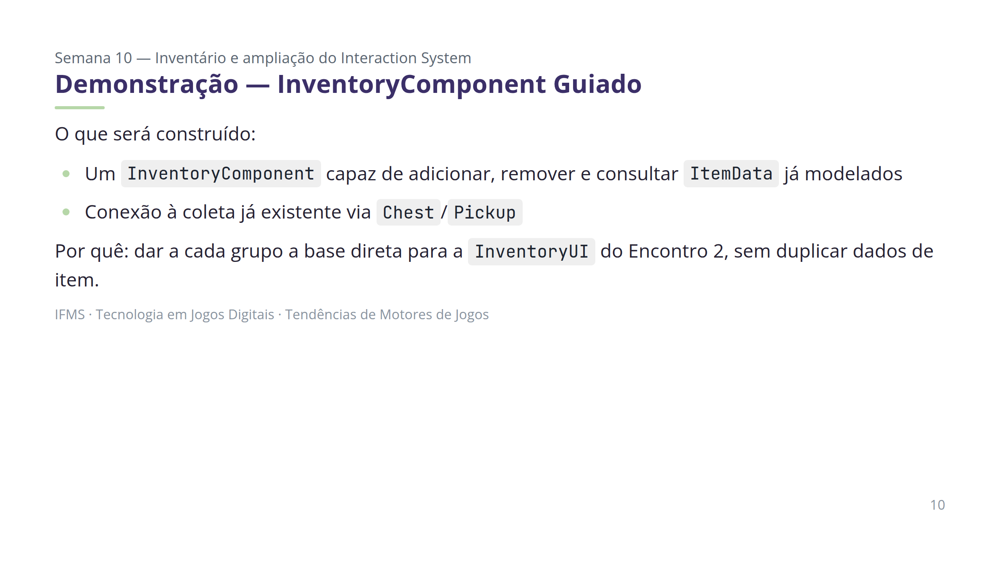 Semana 10 — Inventário e ampliação do Interaction System
Demonstração — InventoryComponent Guiado
O que será construído:
• Um InventoryComponent capaz de adicionar, remover e consultar ItemData já modelados
• Conexão à coleta já existente via Chest/Pickup
Por quê: dar a cada grupo a base direta para a InventoryUI do Encontro 2, sem duplicar dados de
item.
IFMS · Tecnologia em Jogos Digitais · Tendências de Motores de Jogos
10